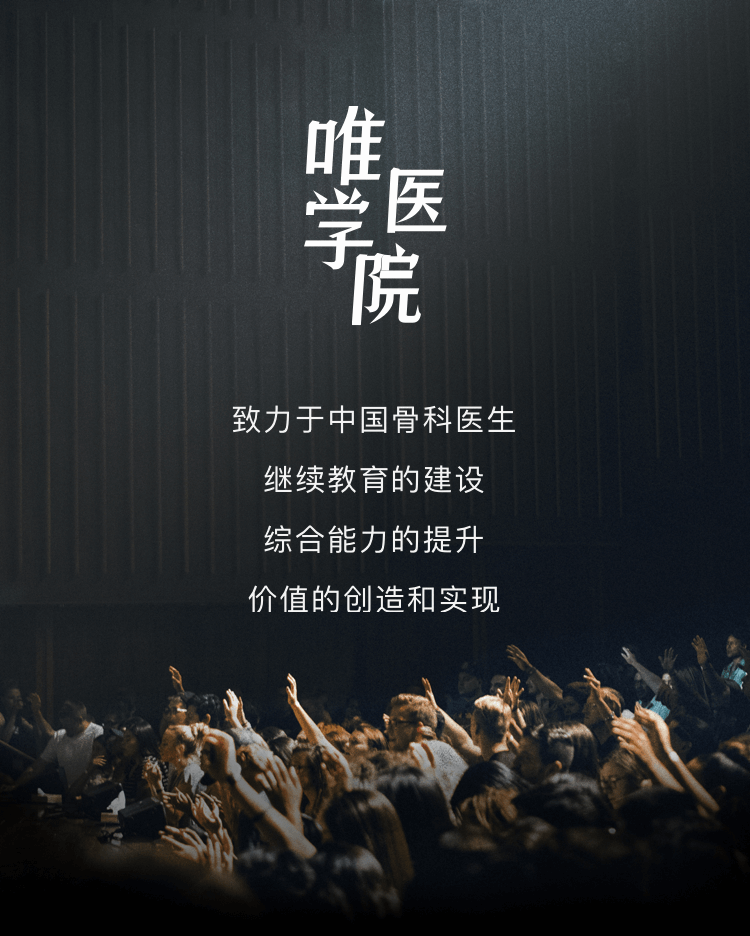 唯医学院
致力于中国骨科医生
继续教育的建设
综合能力的提升
价值的创造和实现